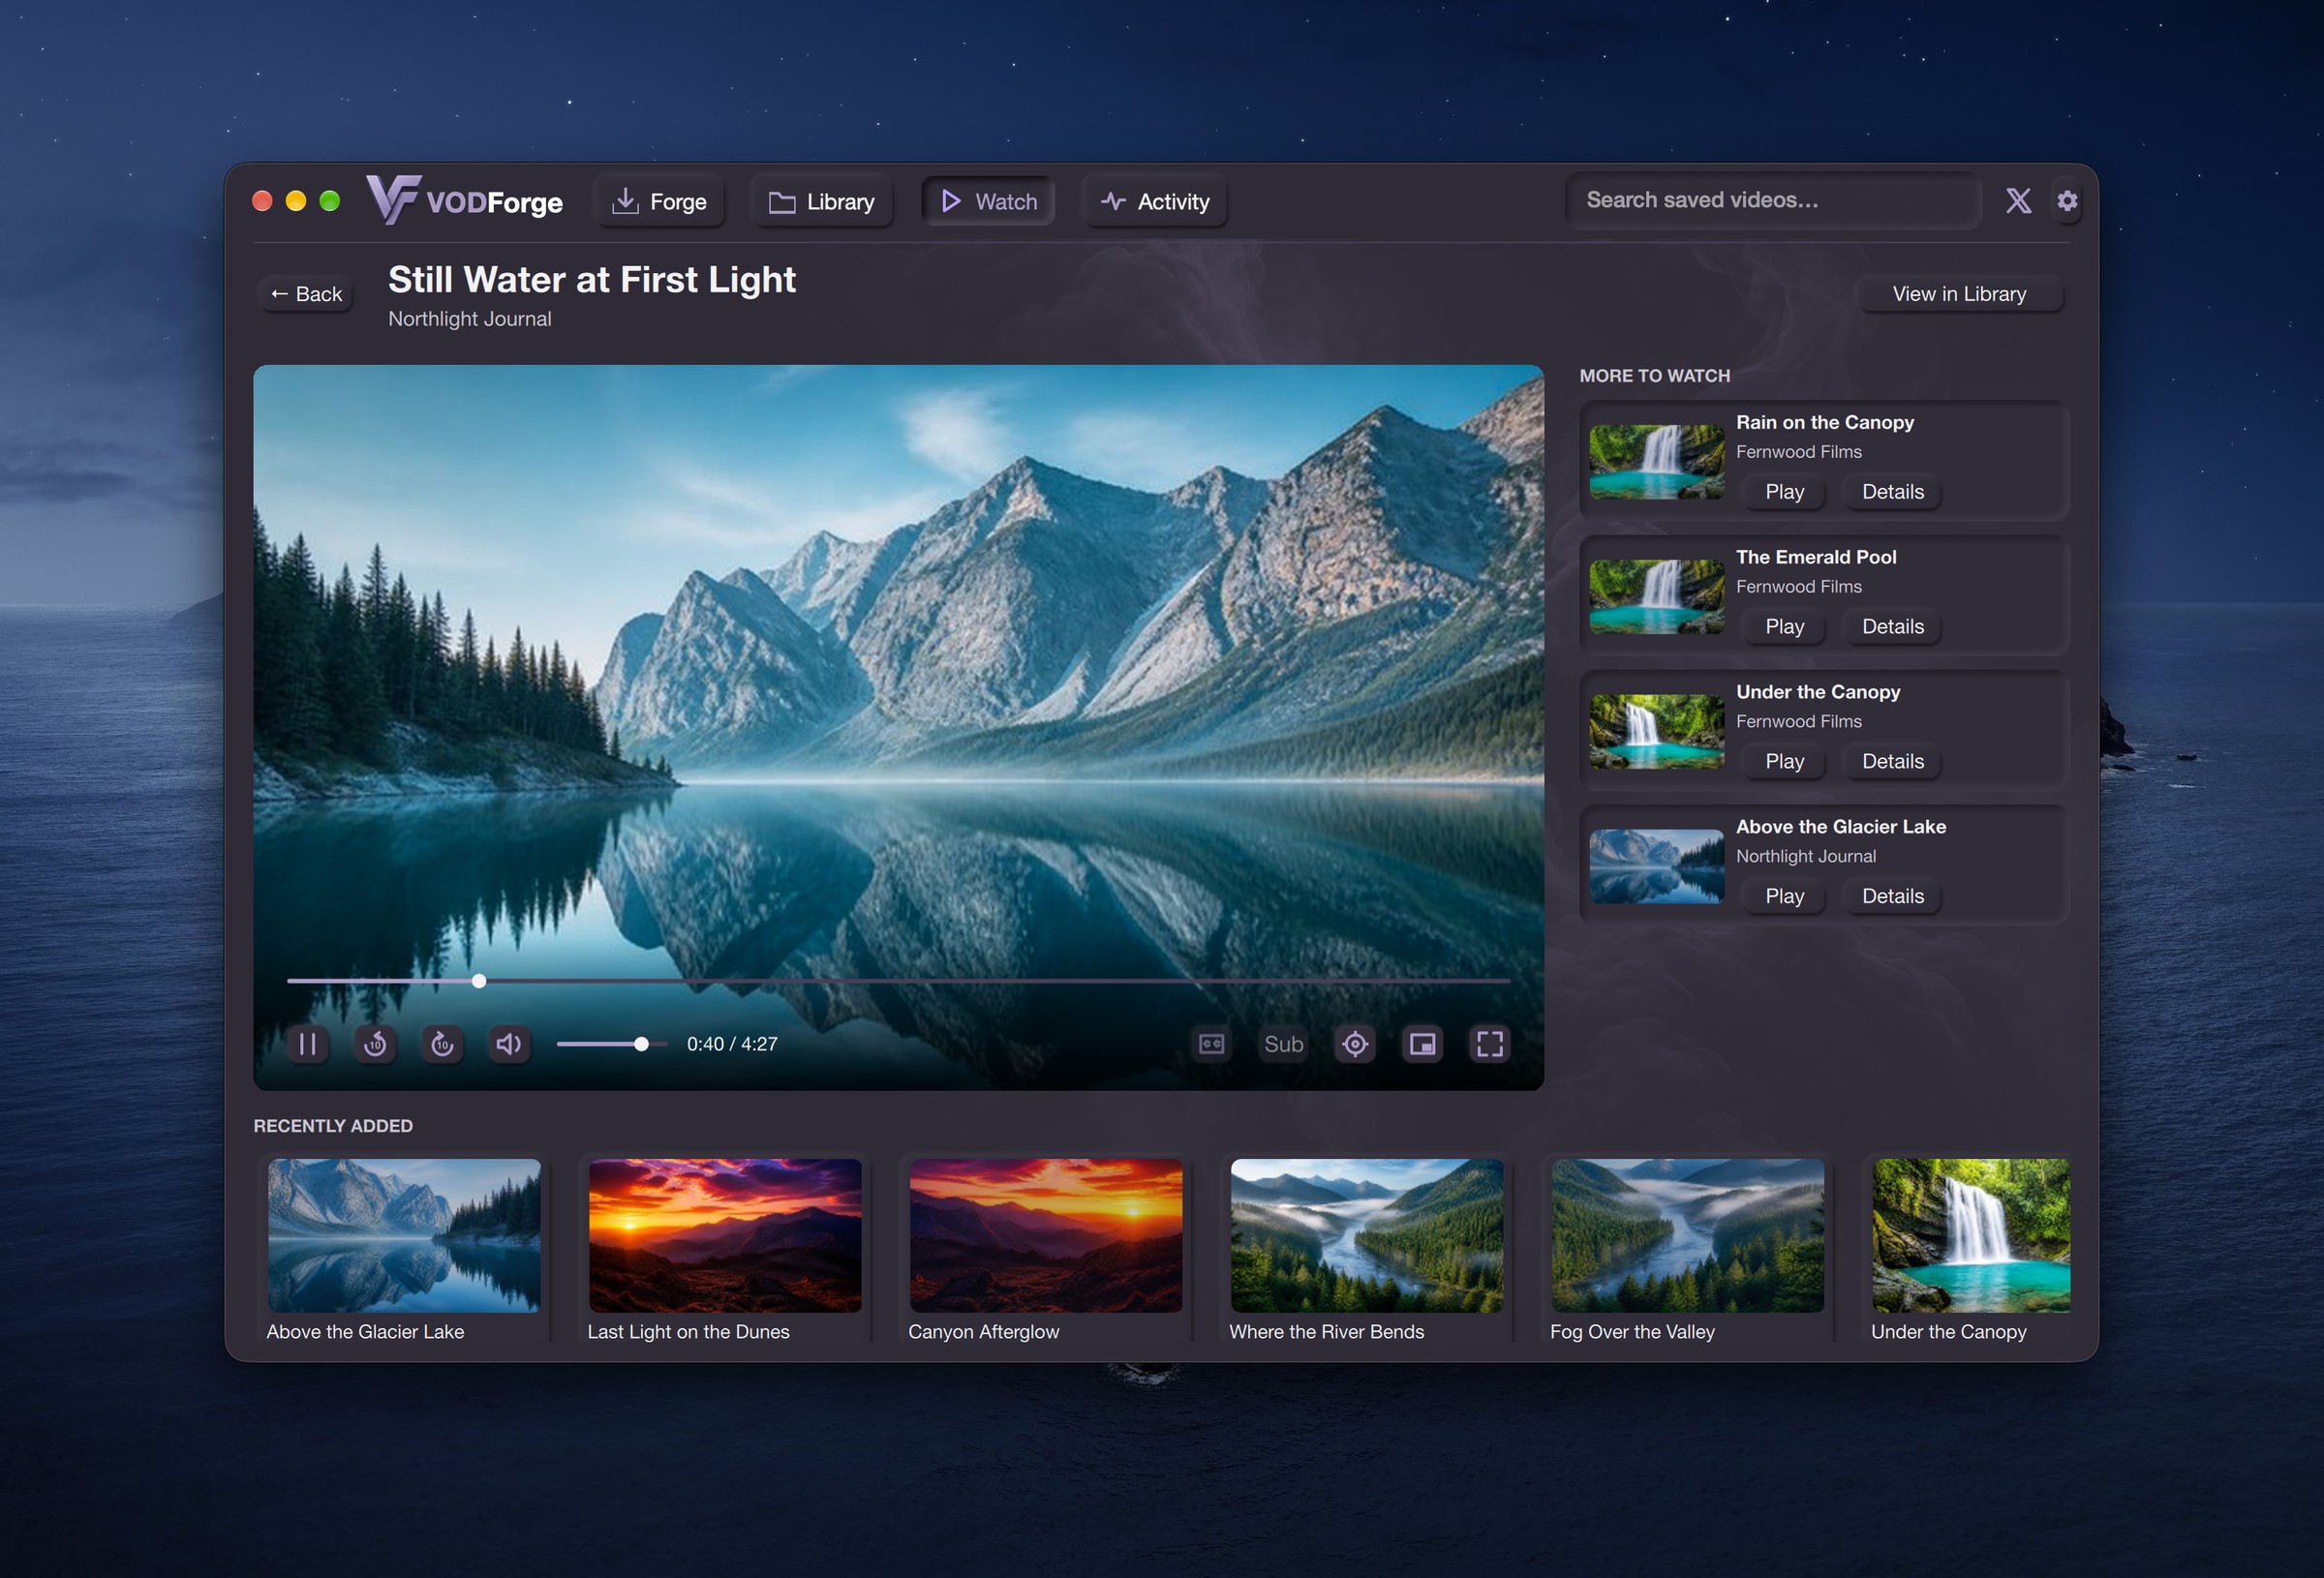 VODForge
Forge
Library
Watch
Activity
Search saved videos...
← Back
Still Water at First Light
Northlight Journal
View in Library
MORE TO WATCH
Rain on the Canopy
Fernwood Films
Play Details
The Emerald Pool
Fernwood Films
Play Details
Under the Canopy
Fernwood Films
Play Details
Above the Glacier Lake
Northlight Journal
Play Details
10
10
0:40 / 4:27
Sub
RECENTLY ADDED
Above the Glacier Lake
Last Light on the Dunes
Canyon Afterglow
Where the River Bends
Fog Over the Valley
Under the Canopy